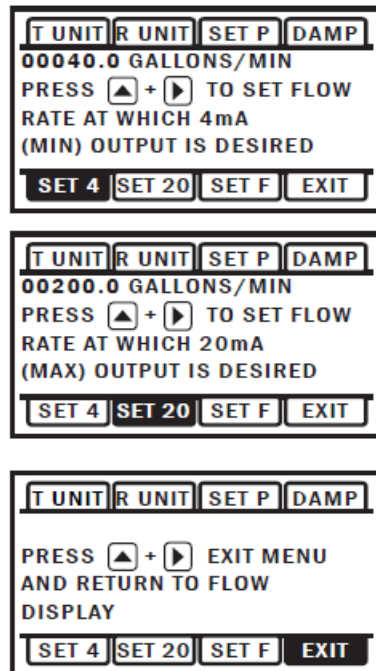 T UNIT R UNIT SET P DAMP
00040.0 GALLONS/MIN
PRESS ▲ + ▶ TO SET FLOW
RATE AT WHICH 4mA
(MIN) OUTPUT IS DESIRED
SET 4 SET 20 SET F EXIT
T UNIT R UNIT SET P DAMP
00200.0 GALLONS/MIN
PRESS ▲ + ▶ TO SET FLOW
RATE AT WHICH 20mA
(MAX) OUTPUT IS DESIRED
SET 4 SET 20 SET F EXIT
T UNIT R UNIT SET P DAMP
PRESS ▲ + ▶ EXIT MENU
AND RETURN TO FLOW
DISPLAY
SET 4 SET 20 SET F EXIT